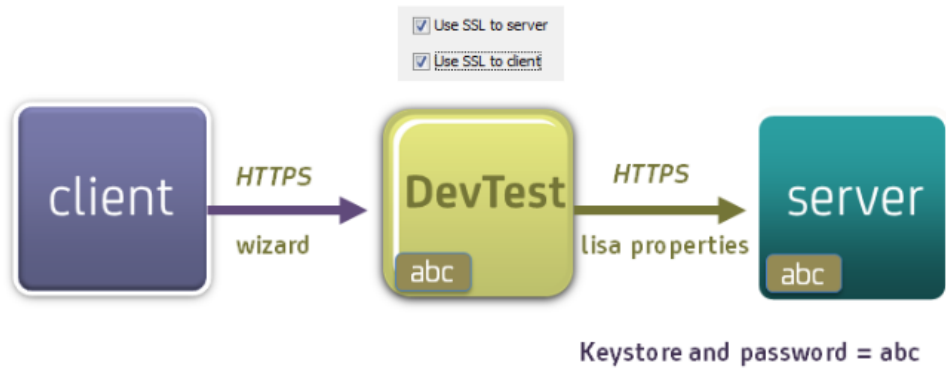 Use SSL to server
Use SSL to client
client
HTTPS
wizard
DevTest
abc
HTTPS
lisa properties
server
abc
Keystore and password = abc